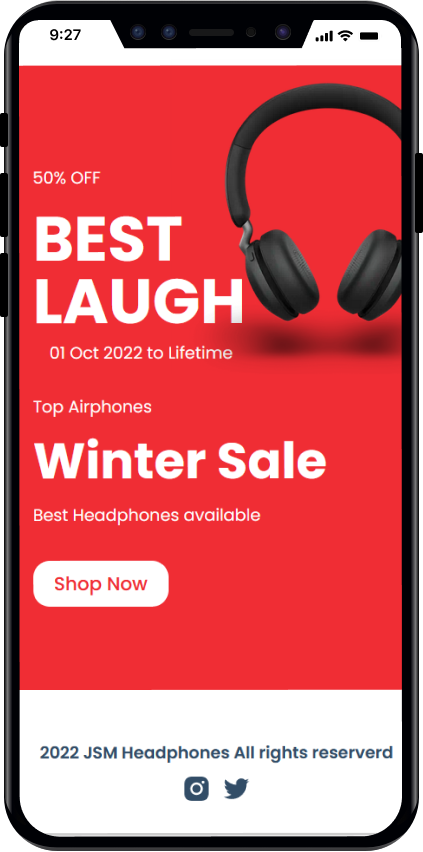 9:27
50% OFF
BEST
LAUGH
01 Oct 2022 to Lifetime
Top Airphones
Winter Sale
Best Headphones available
Shop Now
2022 JSM Headphones All rights reserverd